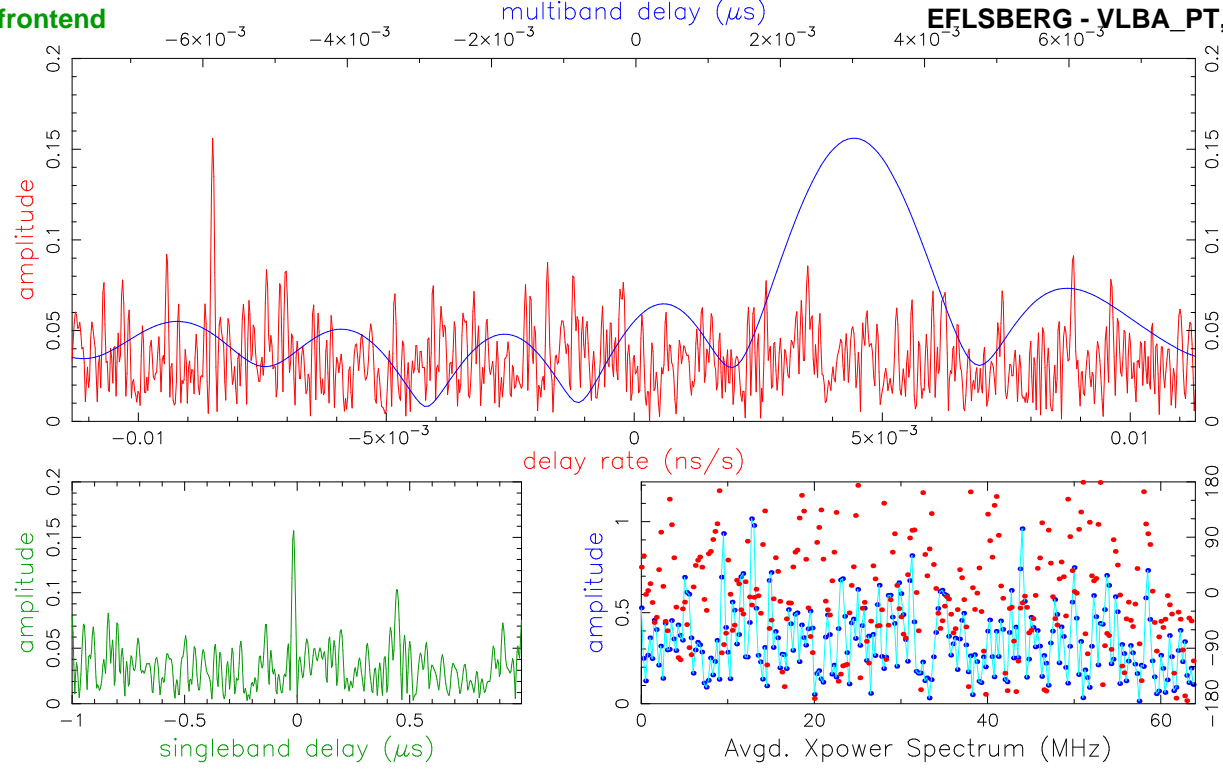 frontend
multiband delay (μs)
EFLSBERG - VLBA_PT,
−6×10⁻³ −4×10⁻³ −2×10⁻³ 0 2×10⁻³ 4×10⁻³ 6×10⁻³
amplitude
0 0.05 0.1 0.15 0.2
0 0.05 0.1 0.15 0.2
−0.01 −5×10⁻³ 0 5×10⁻³ 0.01
delay rate (ns/s)
amplitude
0 0.05 0.1 0.15 0.2
−1 −0.5 0 0.5
singleband delay (μs)
amplitude
0 0.5 1
−180 −90 0 90 180
0 20 40 60
Avgd. Xpower Spectrum (MHz)